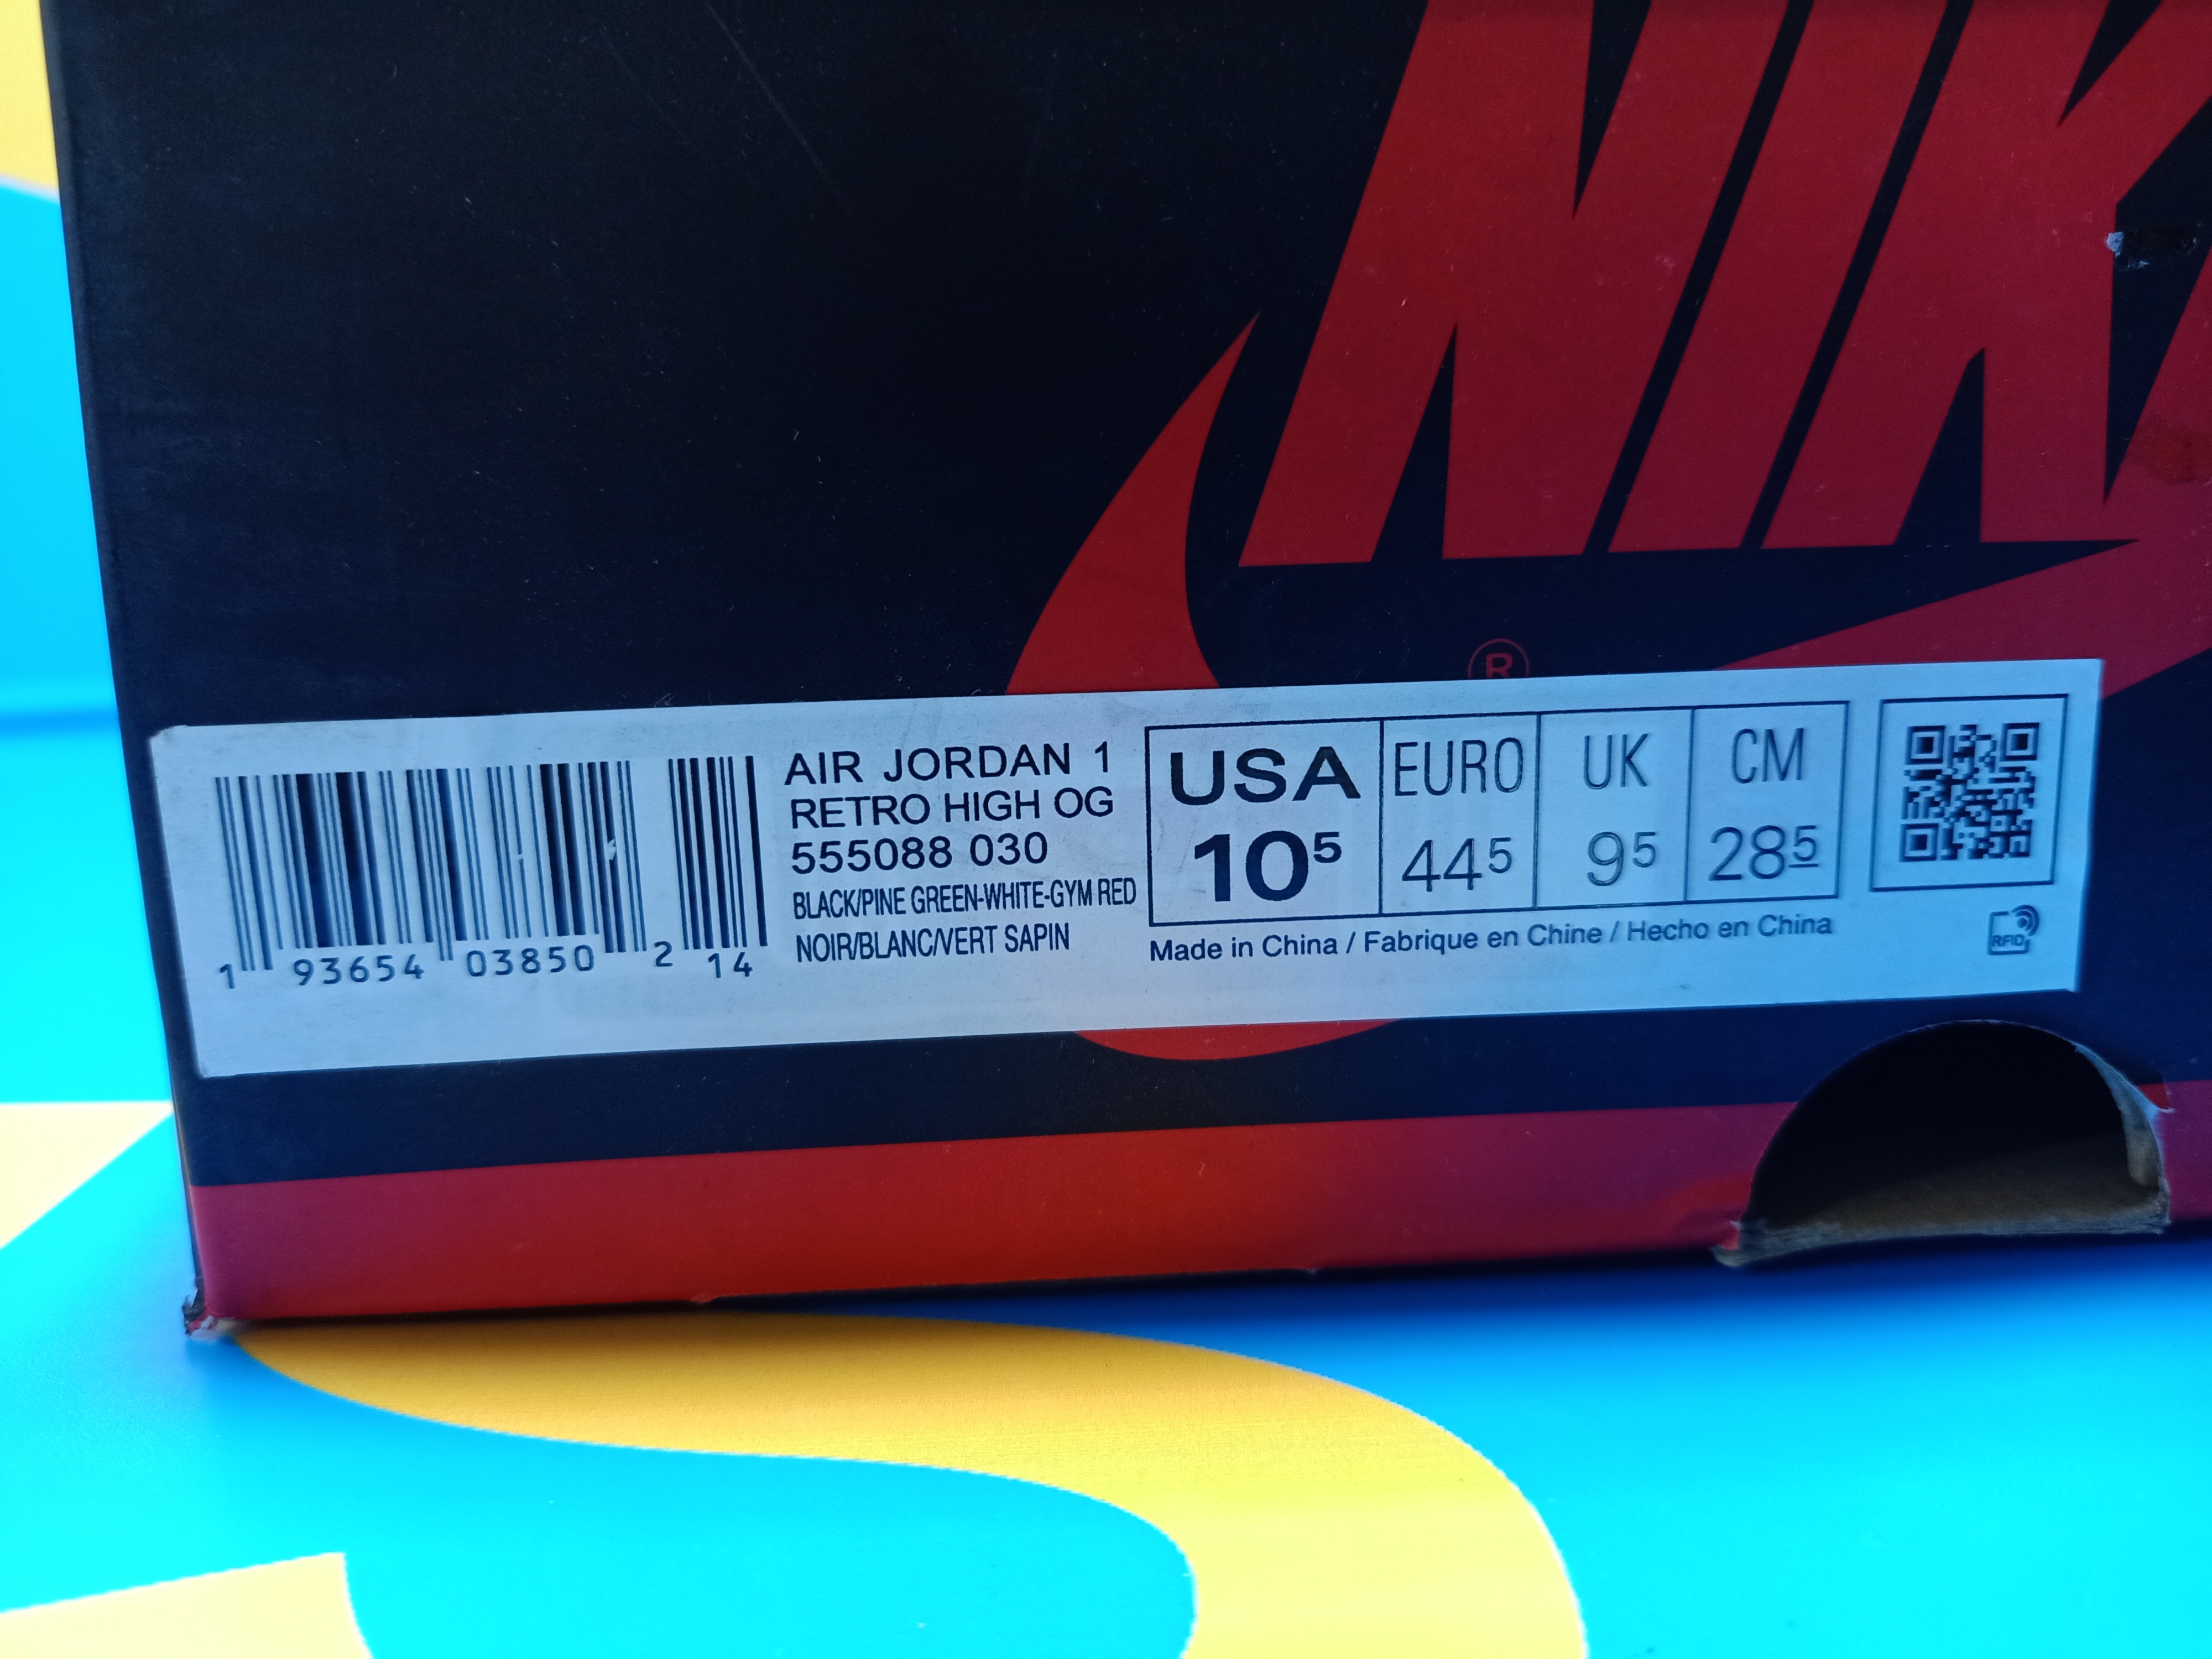 NIK
®
AIR JORDAN 1
RETRO HIGH OG
555088 030
BLACK/PINE GREEN-WHITE-GYM RED
NOIR/BLANC/VERT SAPIN
1 93654 03850 2 14
USA EURO UK CM
10⁵ 44⁵ 9⁵ 28⁵
Made in China / Fabrique en Chine / Hecho en China
RFID